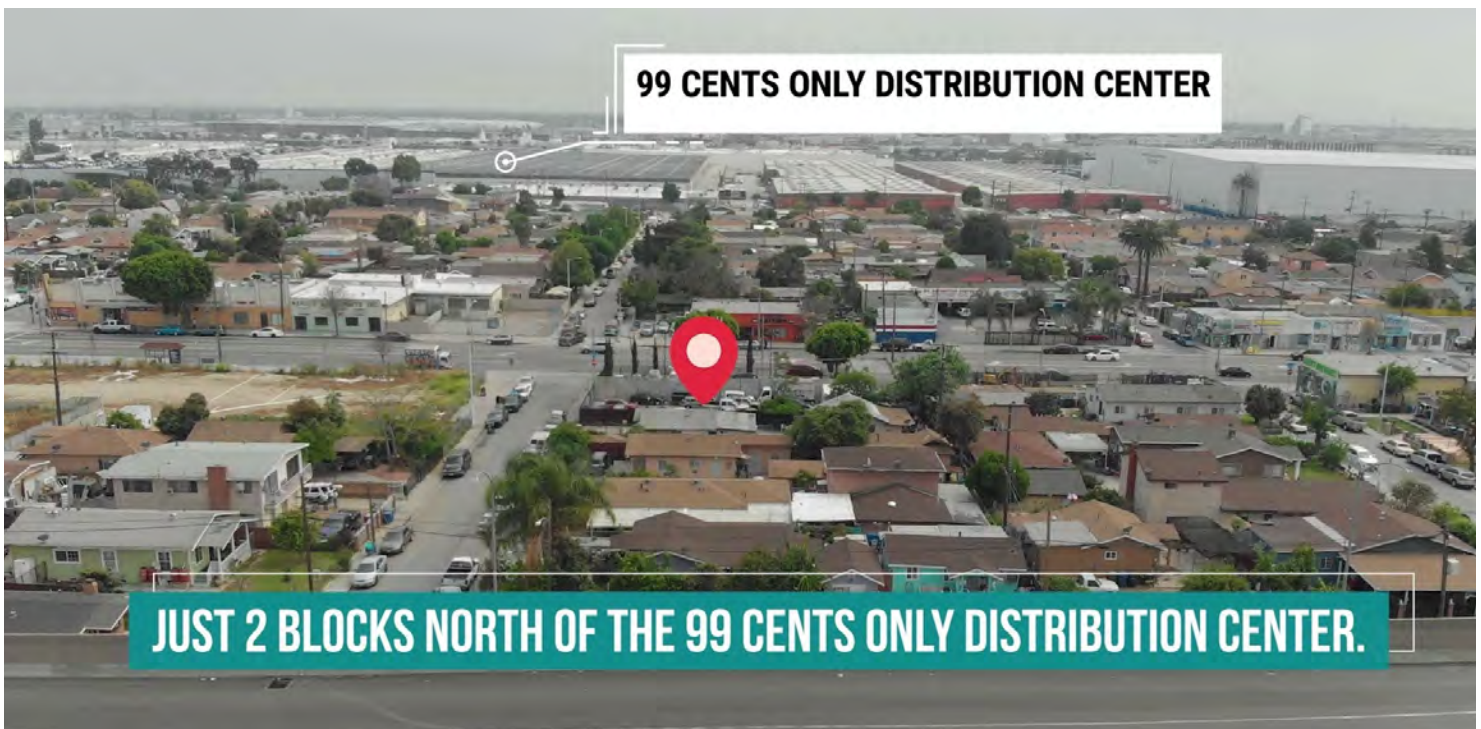 99 CENTS ONLY DISTRIBUTION CENTER
JUST 2 BLOCKS NORTH OF THE 99 CENTS ONLY DISTRIBUTION CENTER.